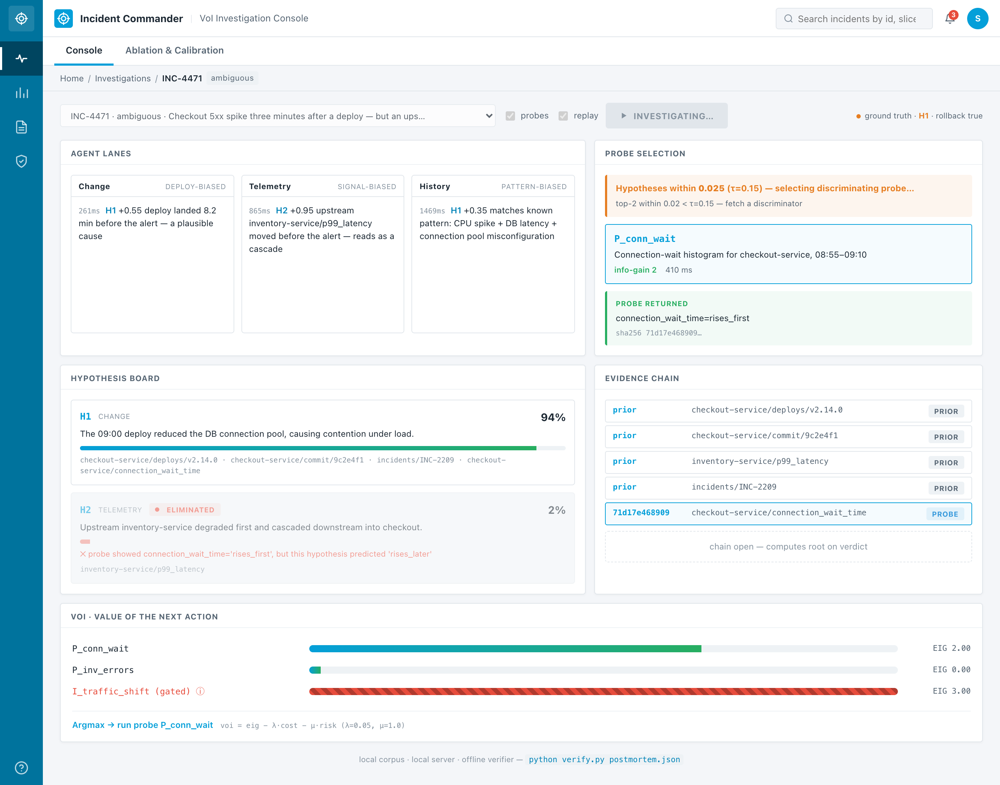 Incident Commander
VoI Investigation Console
Search incidents by id, slice
3
S
Console
Ablation & Calibration
Home / Investigations / INC-4471 ambiguous
INC-4471 · ambiguous · Checkout 5xx spike three minutes after a deploy — but an ups...
probes
replay
INVESTIGATING...
ground truth · H1 · rollback true
AGENT LANES
Change DEPLOY-BIASED
261ms H1 +0.55 deploy landed 8.2
min before the alert — a plausible
cause
Telemetry SIGNAL-BIASED
865ms H2 +0.95 upstream
inventory-service/p99_latency
moved before the alert — reads as a
cascade
History PATTERN-BIASED
1469ms H1 +0.35 matches known
pattern: CPU spike + DB latency +
connection pool misconfiguration
PROBE SELECTION
Hypotheses within 0.025 (τ=0.15) — selecting discriminating probe...
top-2 within 0.02 < τ=0.15 — fetch a discriminator
P_conn_wait
Connection-wait histogram for checkout-service, 08:55–09:10
info-gain 2 410 ms
PROBE RETURNED
connection_wait_time=rises_first
sha256 71d17e468909…
HYPOTHESIS BOARD
H1 CHANGE 94%
The 09:00 deploy reduced the DB connection pool, causing contention under load.
checkout-service/deploys/v2.14.0 · checkout-service/commit/9c2e4f1 · incidents/INC-2209 · checkout-
service/connection_wait_time
H2 TELEMETRY ELIMINATED 2%
Upstream inventory-service degraded first and cascaded downstream into checkout.
✕ probe showed connection_wait_time='rises_first', but this hypothesis predicted 'rises_later'
inventory-service/p99_latency
EVIDENCE CHAIN
prior checkout-service/deploys/v2.14.0 PRIOR
prior checkout-service/commit/9c2e4f1 PRIOR
prior inventory-service/p99_latency PRIOR
prior incidents/INC-2209 PRIOR
71d17e468909 checkout-service/connection_wait_time PROBE
chain open — computes root on verdict
VOI · VALUE OF THE NEXT ACTION
P_conn_wait EIG 2.00
P_inv_errors EIG 0.00
I_traffic_shift (gated) ⓘ EIG 3.00
Argmax → run probe P_conn_wait voi = eig − λ·cost − μ·risk (λ=0.05, μ=1.0)
local corpus · local server · offline verifier — python verify.py postmortem.json